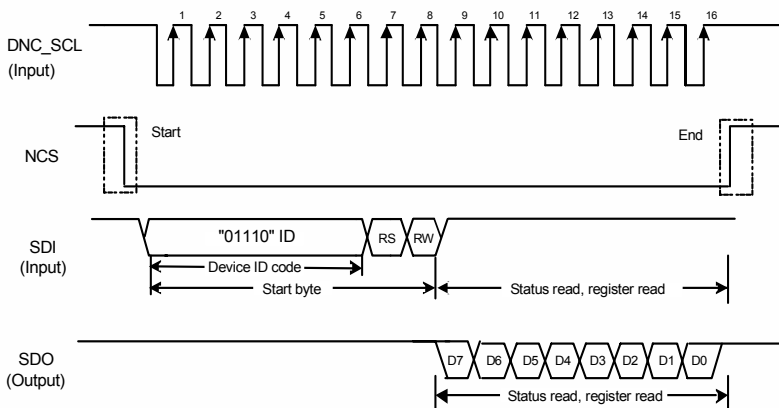 1 2 3 4 5 6 7 8 9 10 11 12 13 14 15 16
DNC_SCL
(Input)
Start
End
NCS
"01110" ID
RS
RW
SDI
(Input)
Device ID code
Start byte
Status read, register read
SDO
(Output)
D7 D6 D5 D4 D3 D2 D1 D0
Status read, register read